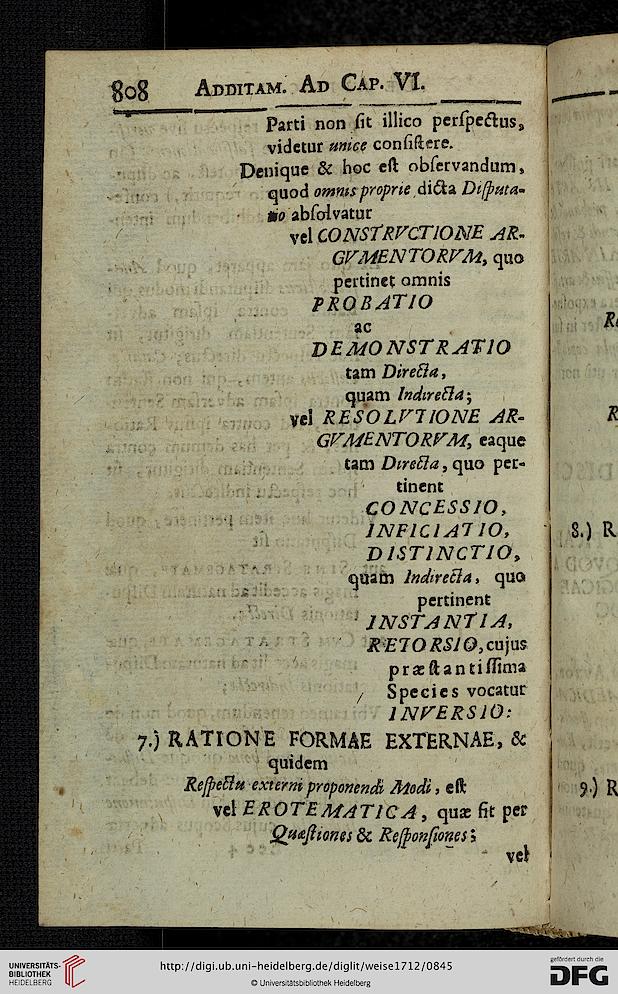 808 ADDITAM. AD CAP. VI.
Parti non ſit illico perſpectus,
videtur unice conſiſtere.
Denique & hoc eſt obſervandum,
quod omnis proprie dicta Diſputa-
tio abſolvatur
vel CONSTRVCTIONE AR-
GVMENTORVM, quo
pertinet omnis
PROBATIO
ac
DEMONSTRATIO
tam Directa,
quam Indirecta;
vel RESOLVTIONE AR-
GVMENTORVM, eaque
tam Directa, quo per-
tinent
CONCESSIO,
INFICIATIO,
DISTINCTIO,
quam Indirecta, quo
pertinent
INSTANTIA,
RETORSIO, cujus
præſtantiſſima
Species vocatur
INVERSIO:
7.) RATIONE FORMAE EXTERNAE, &
quidem
Reſpectu externi proponendi Modi, eſt
vel EROTEMATICA, quæ fit per
Quæſtiones & Reſponſiones;
vel
R
R
8.) R
9.) R
UNIVERSITÄTS-
BIBLIOTHEK
HEIDELBERG
http://digi.ub.uni-heidelberg.de/diglit/weise1712/0845
© Universitätsbibliothek Heidelberg
gefördert durch die
DFG